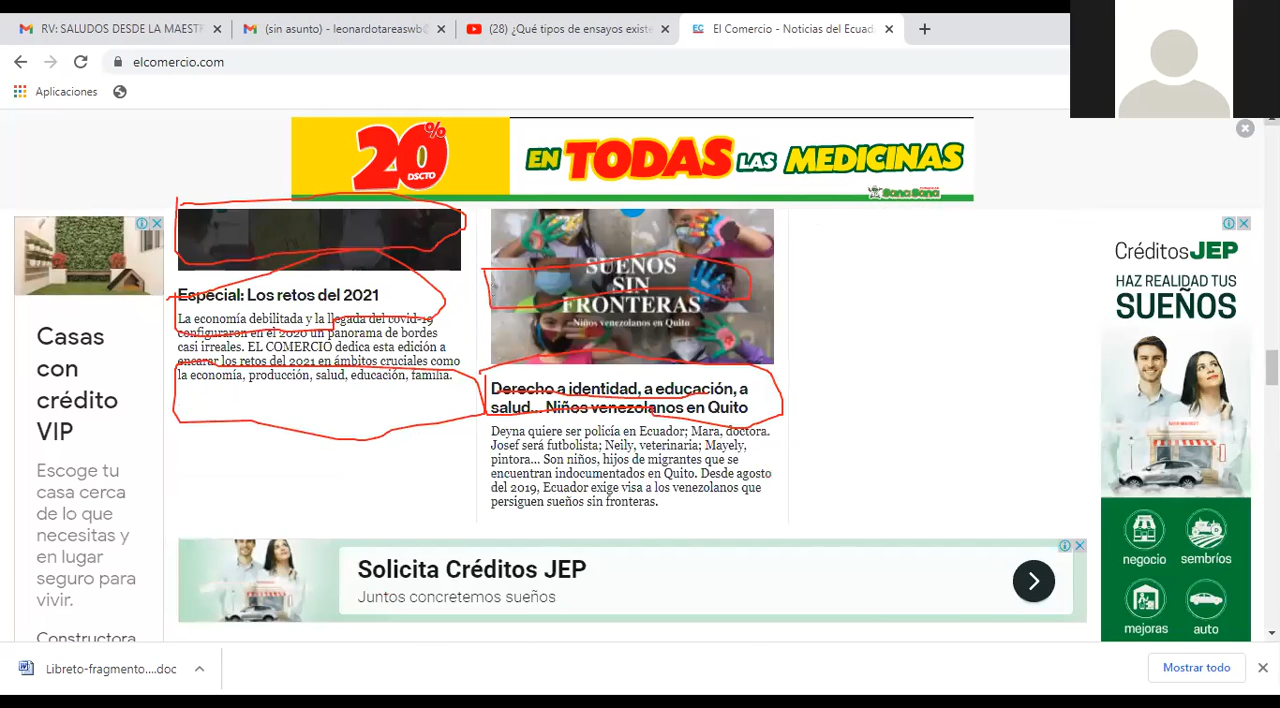 RV: SALUDOS DESDE LA MAESTR
(sin asunto) - leonardotareaswb@
(28) ¿Qué tipos de ensayos existe
EC El Comercio - Noticias del Ecuad
elcomercio.com
Aplicaciones
20% DSCTO
EN TODAS LAS MEDICINAS
SanaSana
Casas
con
crédito
VIP
Escoge tu
casa cerca
de lo que
necesitas y
en lugar
seguro para
vivir.
Constructora
Especial: Los retos del 2021
La economía debilitada y la llegada del covid-19
configuraron en el 2020 un panorama de bordes
casi irreales. EL COMERCIO dedica esta edición a
encarar los retos del 2021 en ámbitos cruciales como
la economía, producción, salud, educación, familia.
SUEÑOS
SIN
FRONTERAS
Niños venezolanos en Quito
Derecho a identidad, a educación, a
salud... Niños venezolanos en Quito
Deyna quiere ser policía en Ecuador; Mara, doctora.
Josef será futbolista; Neily, veterinaria; Mayely,
pintora... Son niños, hijos de migrantes que se
encuentran indocumentados en Quito. Desde agosto
del 2019, Ecuador exige visa a los venezolanos que
persiguen sueños sin fronteras.
Créditos JEP
HAZ REALIDAD TUS
SUEÑOS
negocio
sembríos
mejoras
auto
Solicita Créditos JEP
Juntos concretemos sueños
Libreto-fragmento....doc
Mostrar todo